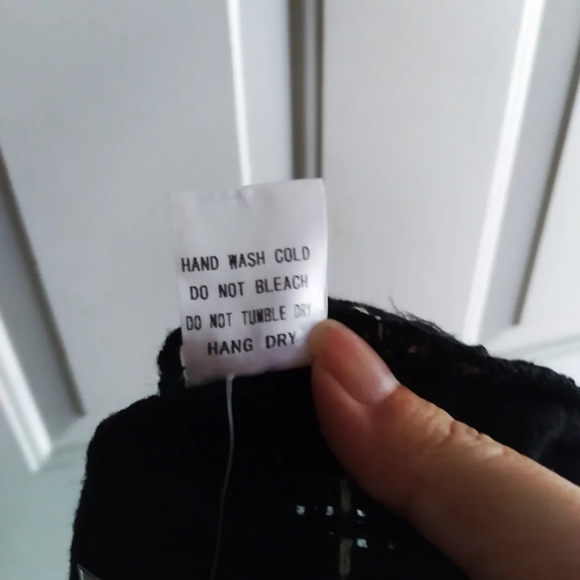 HAND WASH COLD
DO NOT BLEACH
DO NOT TUMBLE DRY
HANG DRY